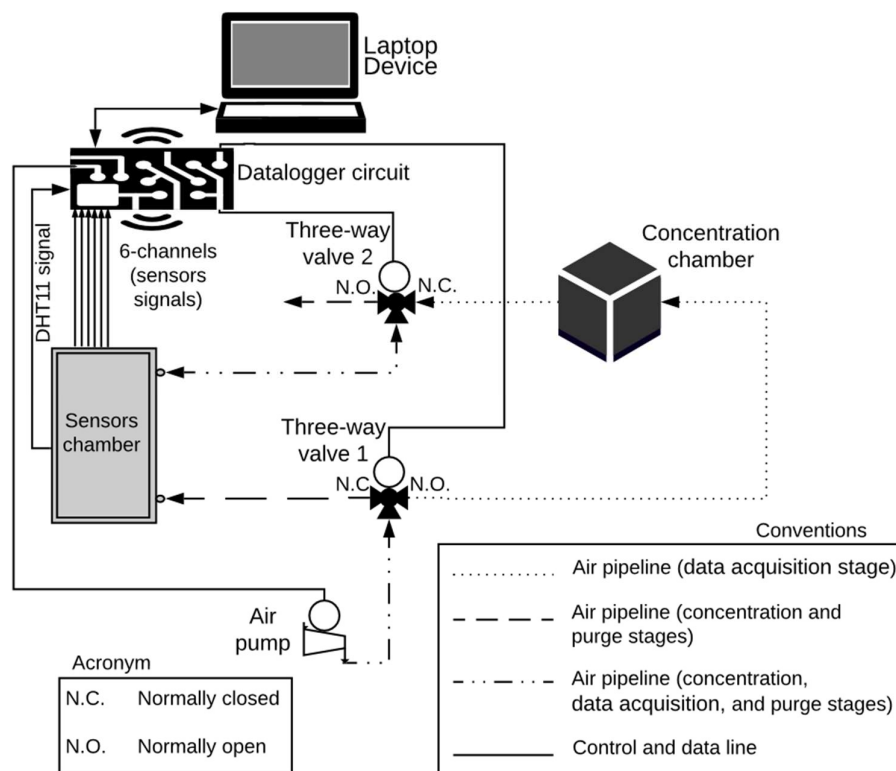 Laptop
Device
Datalogger circuit
DHT11 signal
6-channels
(sensors
signals)
Three-way
valve 2
N.O.
N.C.
Concentration
chamber
Sensors
chamber
Three-way
valve 1
N.C
N.O.
Air
pump
Acronym
N.C. Normally closed
N.O. Normally open
Conventions
Air pipeline (data acquisition stage)
Air pipeline (concentration and
purge stages)
Air pipeline (concentration,
data acquisition, and purge stages)
Control and data line